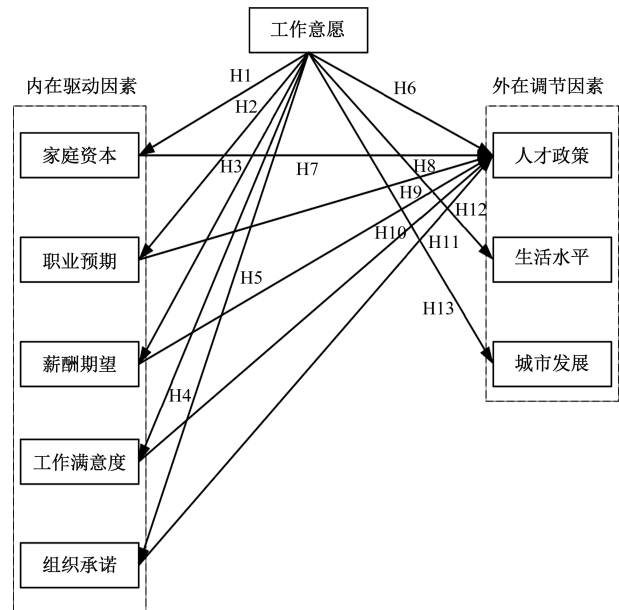 工作意愿
内在驱动因素
外在调节因素
H1
H2
H6
家庭资本
人才政策
H3
H7
H8
H9
H12
H10
H11
职业预期
生活水平
H5
H13
薪酬期望
城市发展
H4
工作满意度
组织承诺